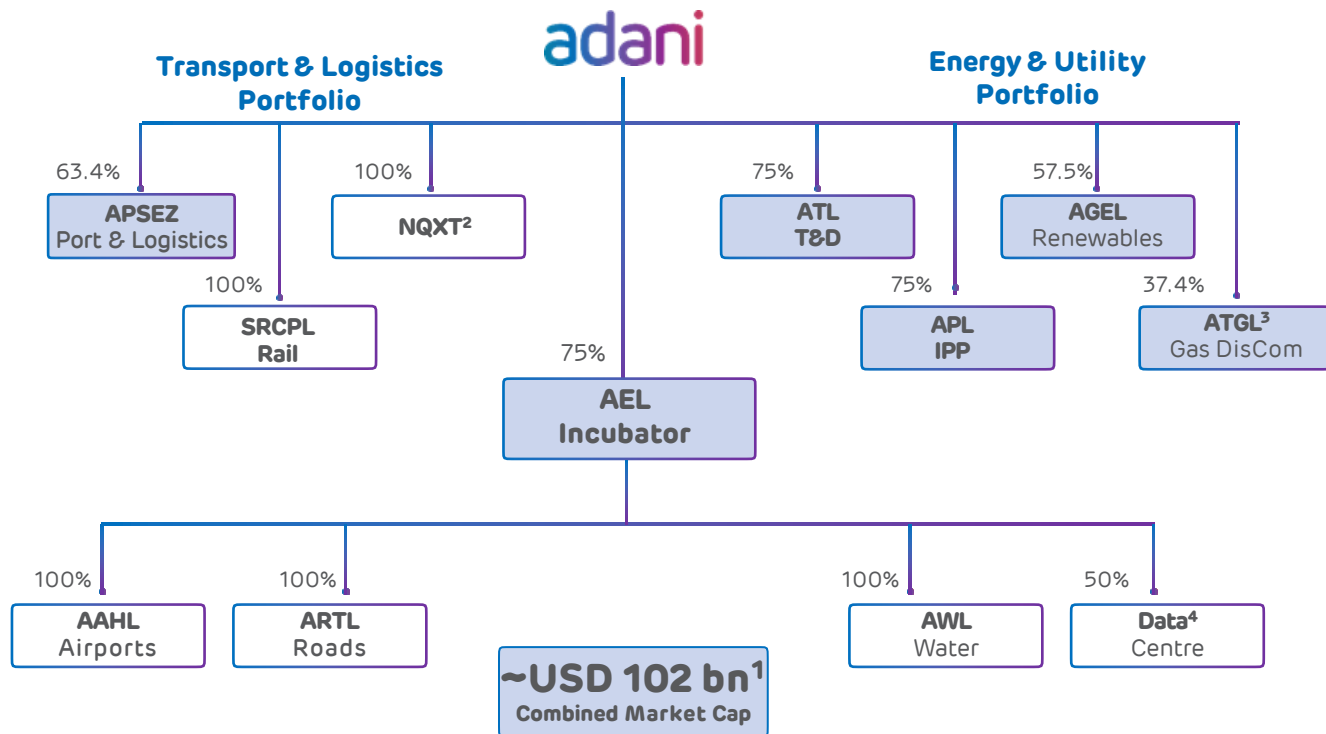 adani
Transport & Logistics
Portfolio
Energy & Utility
Portfolio
63.4%
APSEZ
Port & Logistics
100%
SRCPL
Rail
100%
NQXT²
75%
ATL
T&D
75%
APL
IPP
57.5%
AGEL
Renewables
37.4%
ATGL³
Gas DisCom
75%
AEL
Incubator
100%
AAHL
Airports
100%
ARTL
Roads
100%
AWL
Water
50%
Data⁴
Centre
~USD 102 bn¹
Combined Market Cap